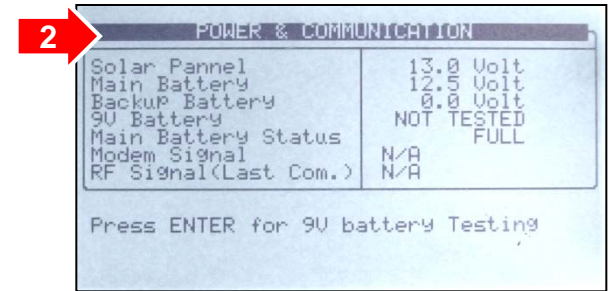 2
POWER & COMMUNICATION
Solar Pannel 13.0 Volt
Main Battery 12.5 Volt
Backup Battery 0.0 Volt
9V Battery NOT TESTED
Main Battery Status FULL
Modem Signal N/A
RF Signal(Last Com.) N/A
Press ENTER for 9V battery Testing